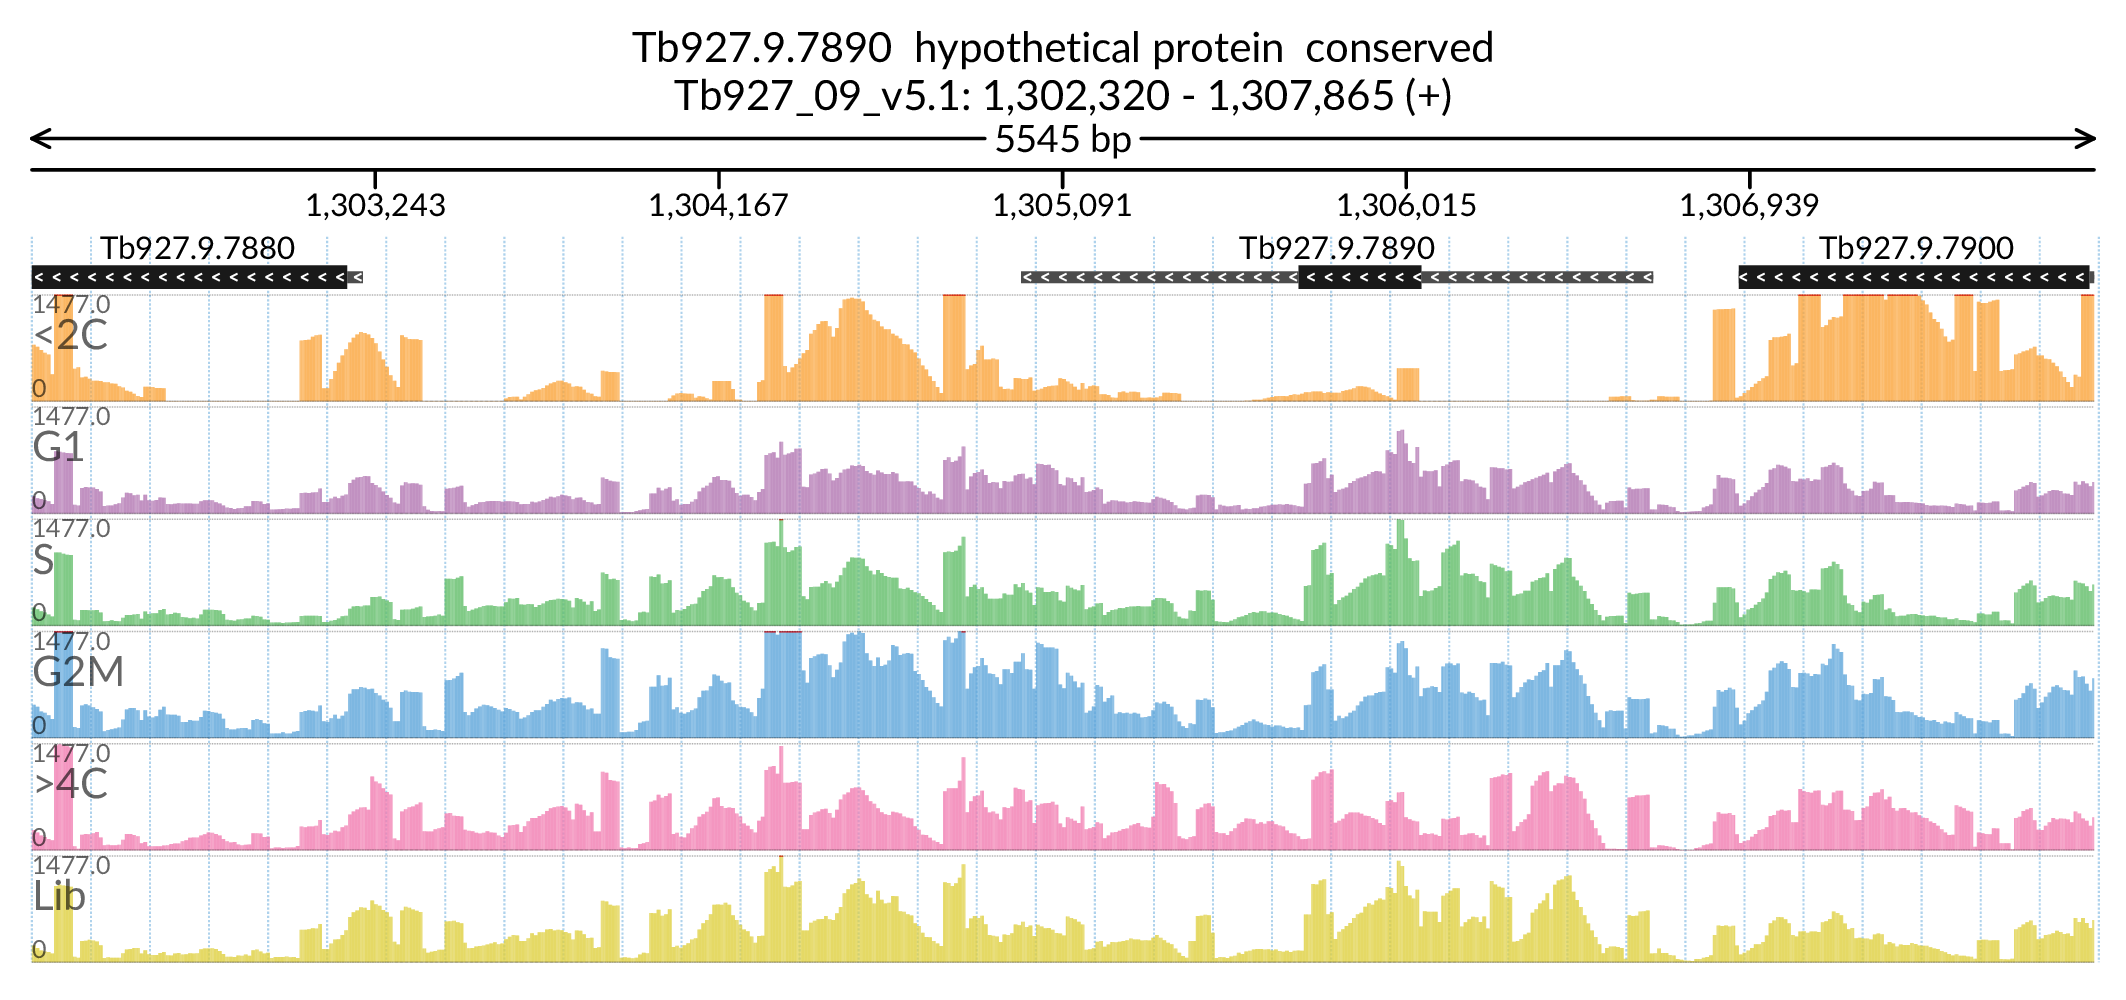 Tb927.9.7890  hypothetical protein  conserved
Tb927_09_v5.1: 1,302,320 - 1,307,865 (+)
5545 bp
1,303,243 1,304,167 1,305,091 1,306,015 1,306,939
Tb927.9.7880 Tb927.9.7890 Tb927.9.7900
1477.0
<2C
0
1477.0
G1
0
1477.0
S
0
1477.0
G2M
0
1477.0
>4C
0
1477.0
Lib
0